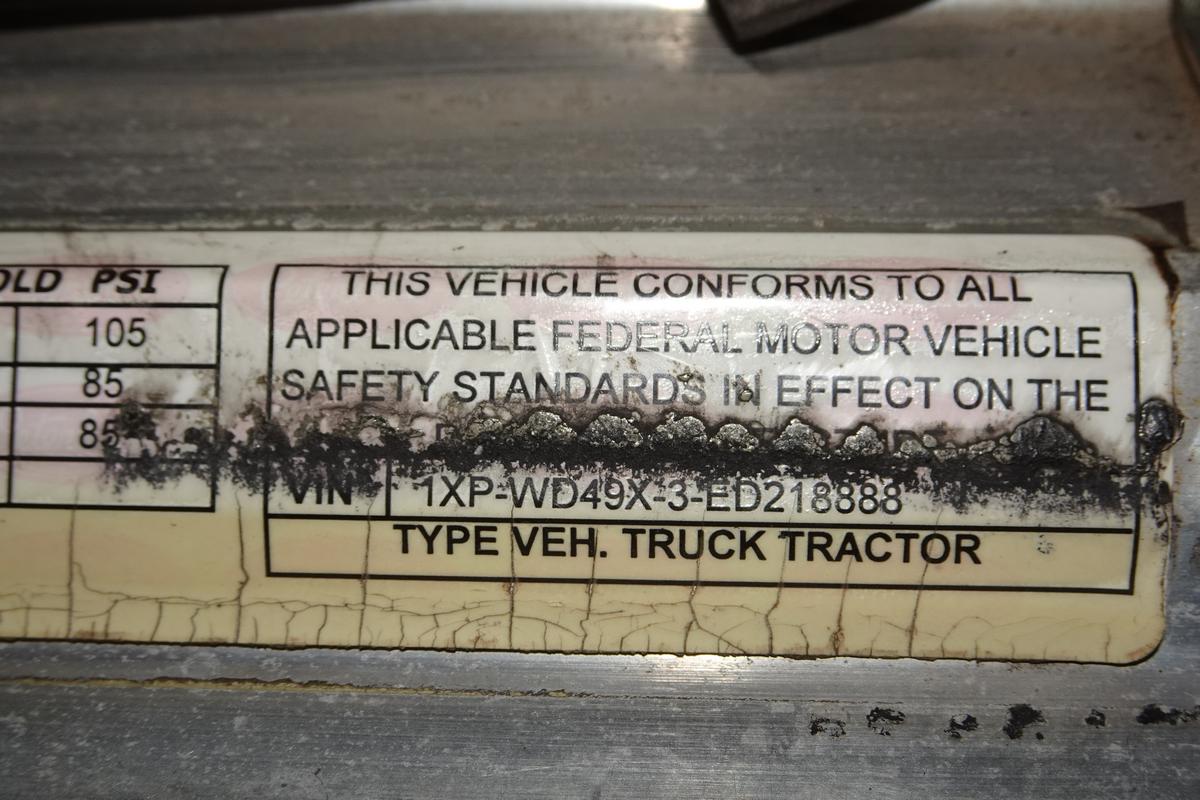 OLD PSI
105
85
85
THIS VEHICLE CONFORMS TO ALL
APPLICABLE FEDERAL MOTOR VEHICLE
SAFETY STANDARDS IN EFFECT ON THE
VIN 1XP-WD49X-3-ED218888
TYPE VEH. TRUCK TRACTOR